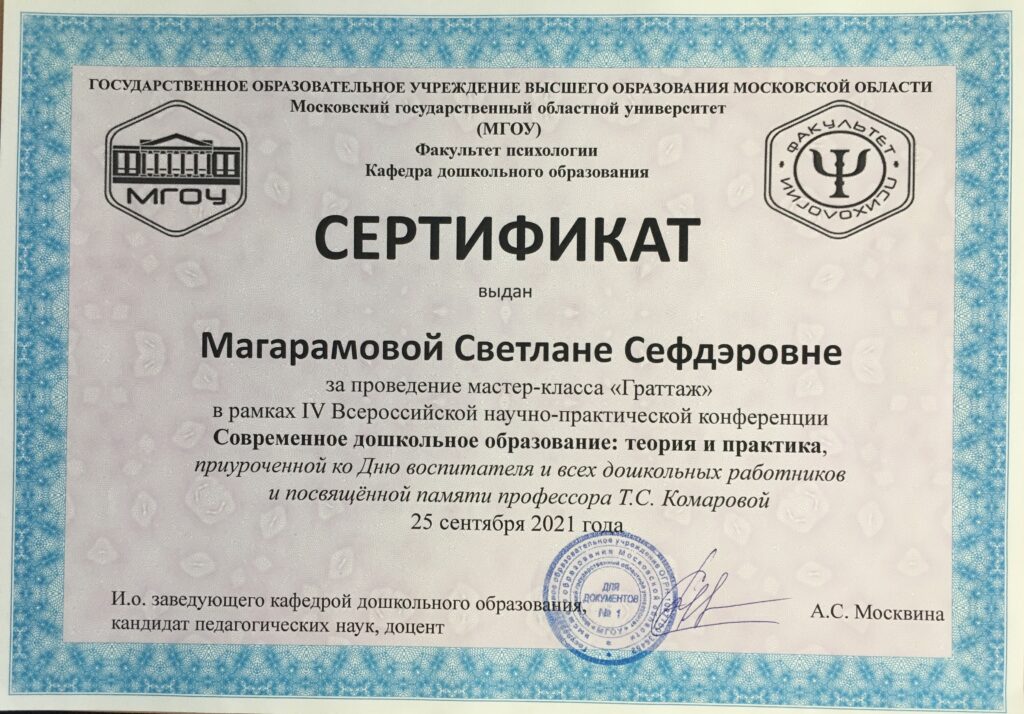 ГОСУДАРСТВЕННОЕ ОБРАЗОВАТЕЛЬНОЕ УЧРЕЖДЕНИЕ ВЫСШЕГО ОБРАЗОВАНИЯ МОСКОВСКОЙ ОБЛАСТИ
Московский государственный областной университет
(МГОУ)
Факультет психологии
Кафедра дошкольного образования
МГОУ
ФАКУЛЬТЕТ ПСИХОЛОГИИ
СЕРТИФИКАТ
выдан
Магарамовой Светлане Сефдэровне
за проведение мастер-класса «Граттаж»
в рамках IV Всероссийской научно-практической конференции
Современное дошкольное образование: теория и практика,
приуроченной ко Дню воспитателя и всех дошкольных работников
и посвящённой памяти профессора Т.С. Комаровой
25 сентября 2021 года
ДЛЯ
ДОКУМЕНТОВ
№ 1
И.о. заведующего кафедрой дошкольного образования,
кандидат педагогических наук, доцент
А.С. Москвина